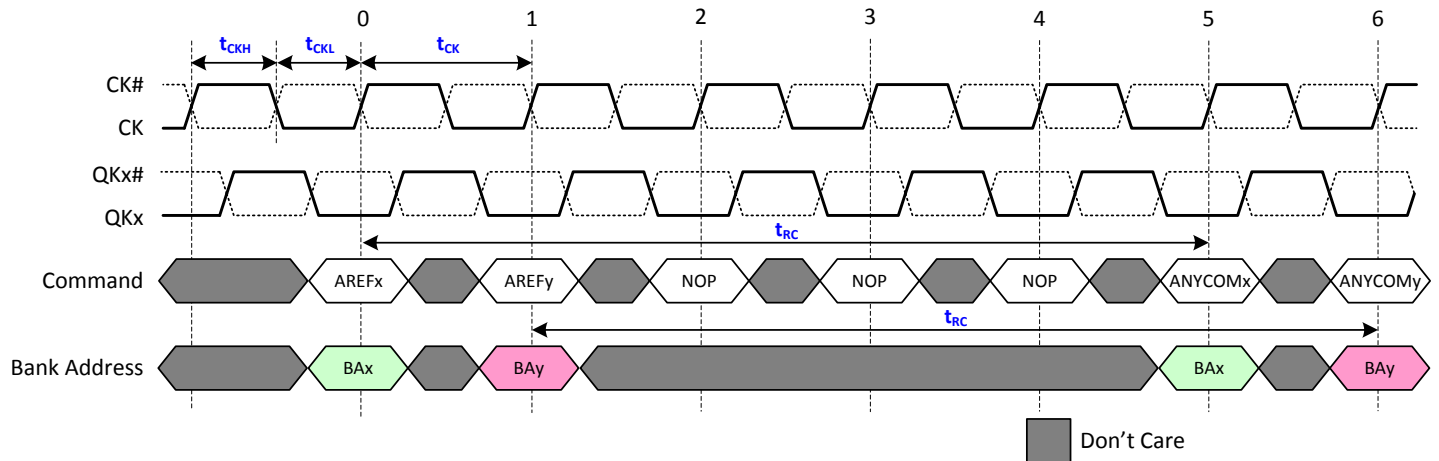 0 1 2 3 4 5 6
tCKH tCKL tCK
CK#
CK
QKx#
QKx
tRC
Command AREFx AREFy NOP NOP NOP ANYCOMx ANYCOMy
tRC
Bank Address BAx BAy BAx BAy
Don't Care